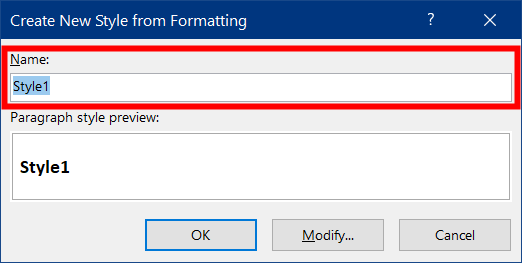 Create New Style from Formatting ?
Name:
Style1
Paragraph style preview:
Style1
OK Modify... Cancel